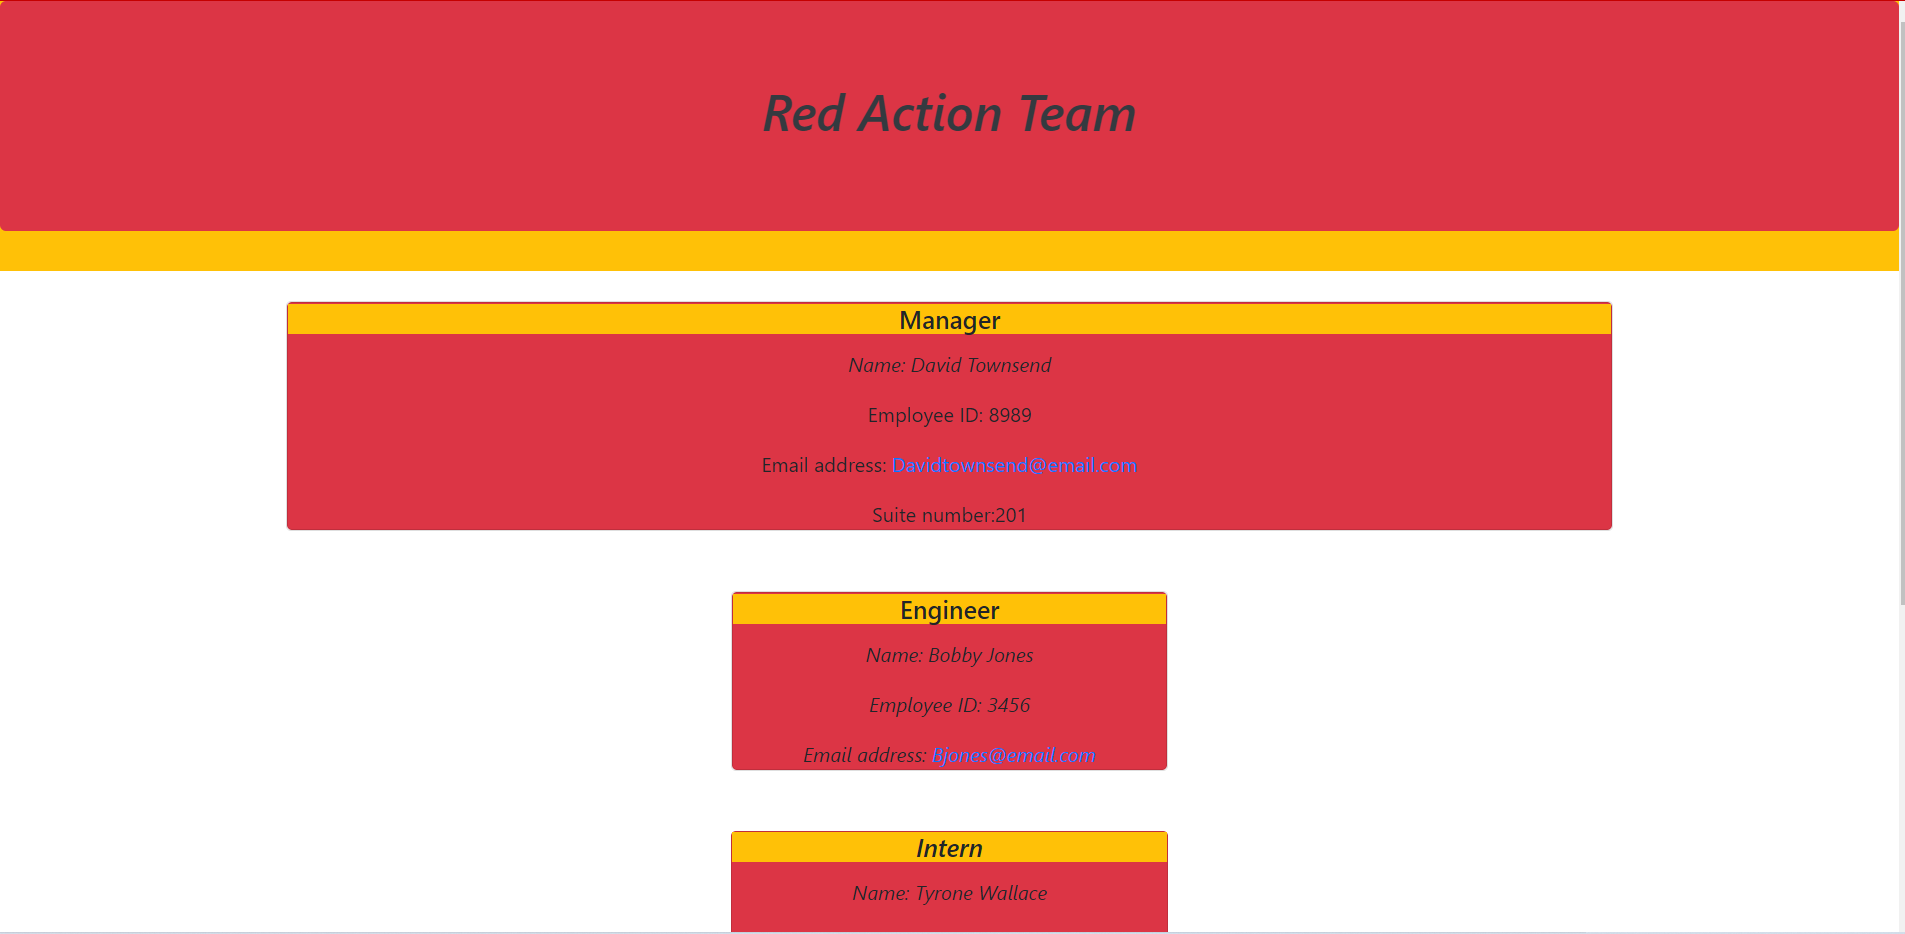 Red Action Team
Manager
Name: David Townsend
Employee ID: 8989
Email address: Davidtownsend@email.com
Suite number:201
Engineer
Name: Bobby Jones
Employee ID: 3456
Email address: Bjones@email.com
Intern
Name: Tyrone Wallace